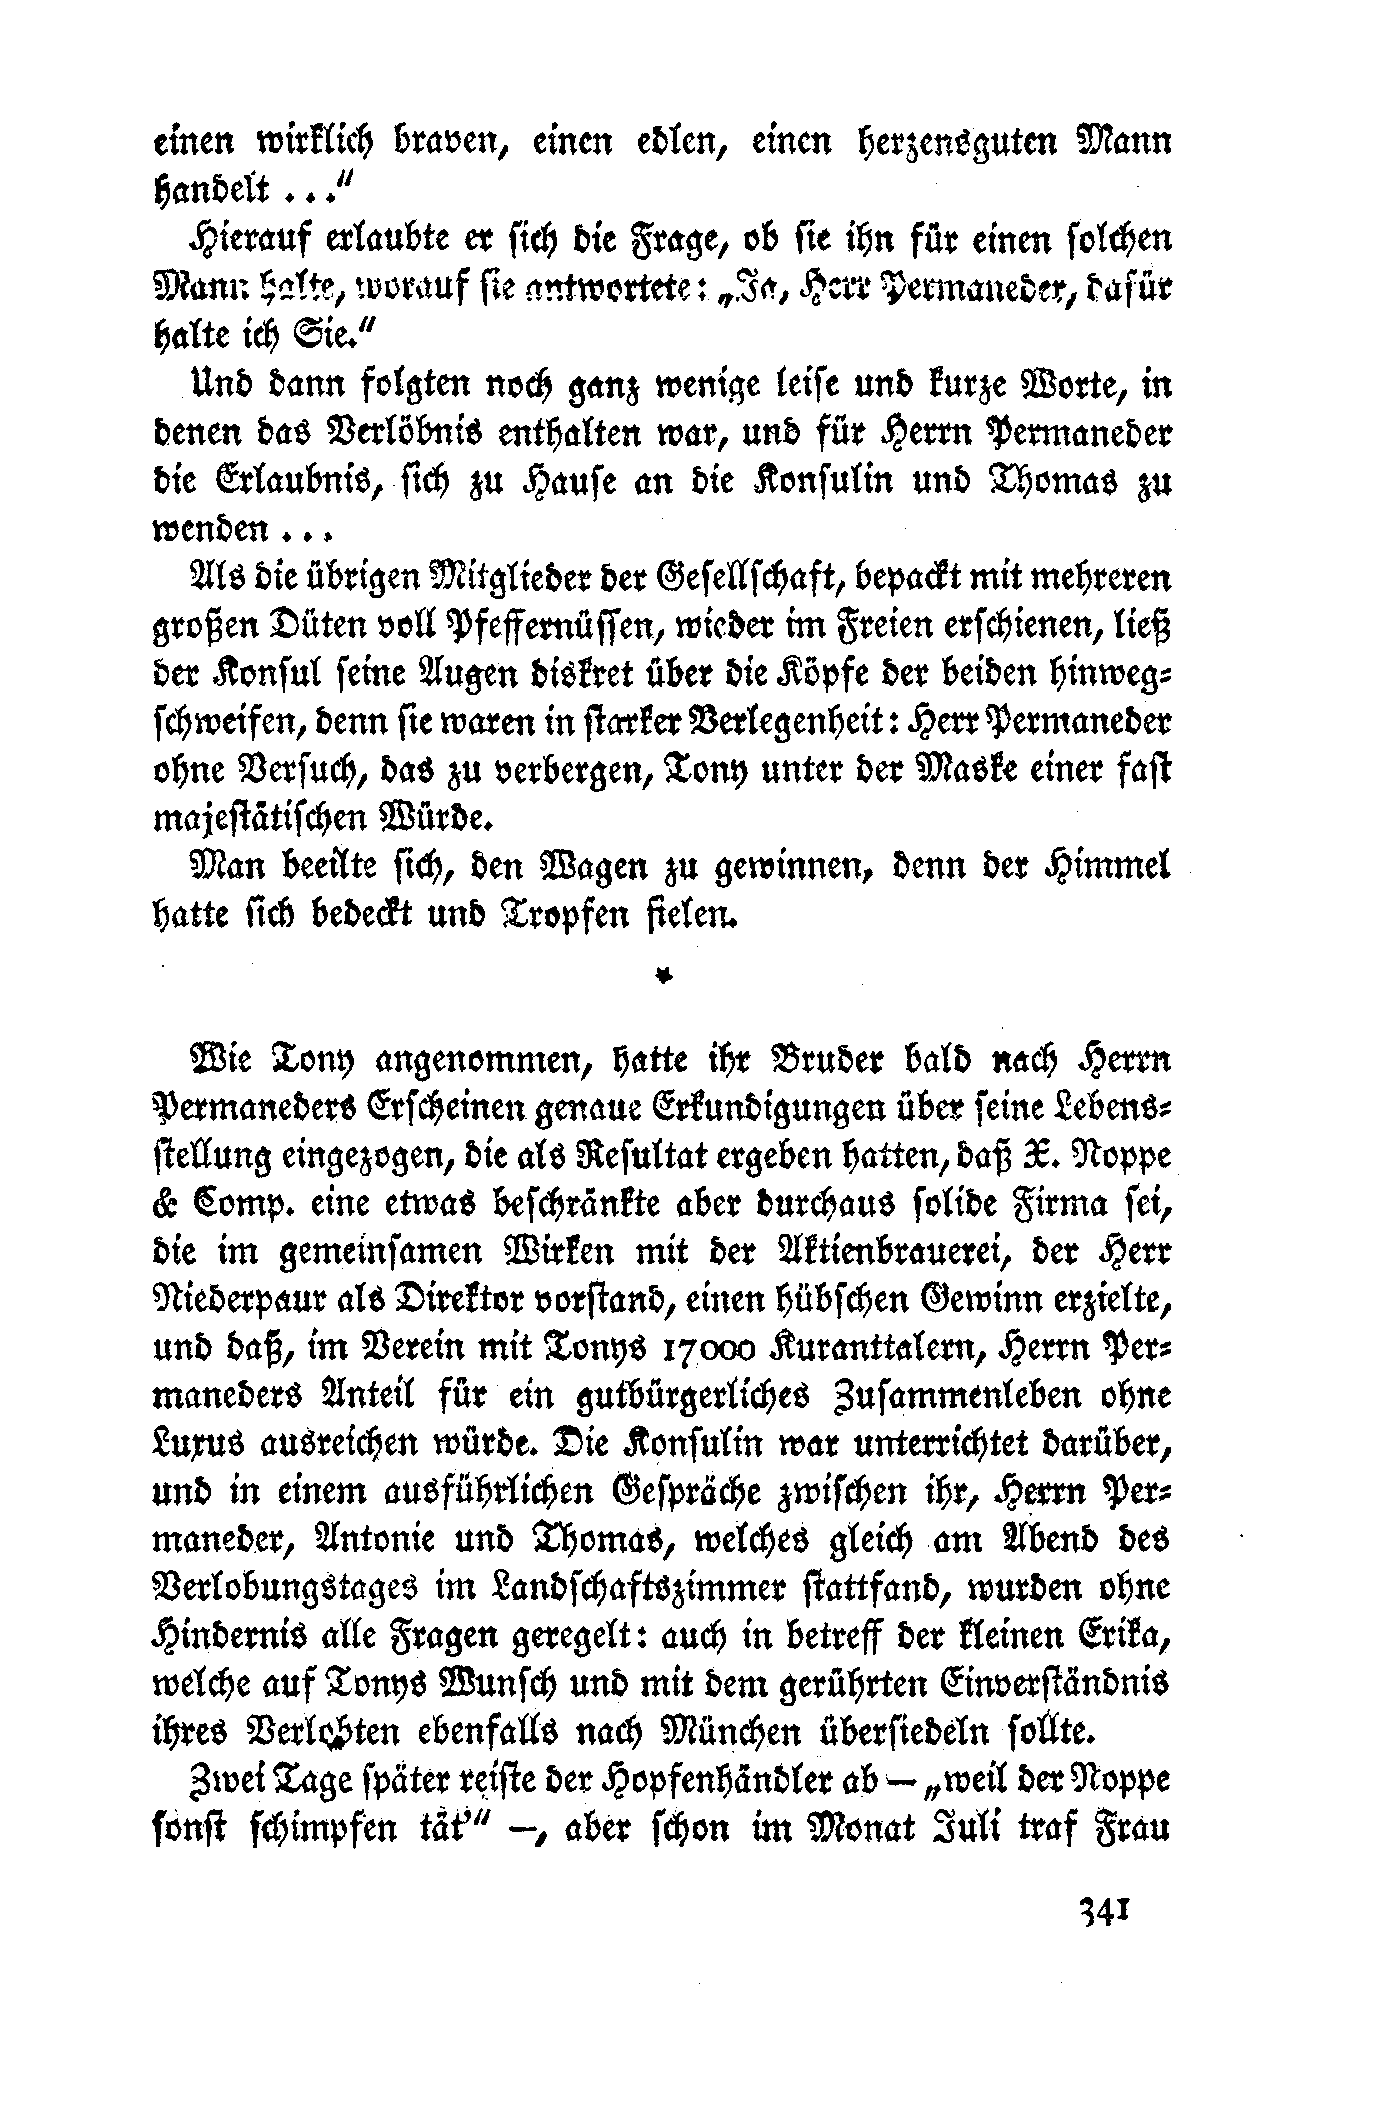 einen wirklich braven, einen edlen, einen herzensguten Mann
handelt . . .“
Hierauf erlaubte er sich die Frage, ob sie ihn für einen solchen
Mann halte, worauf sie antwortete: „Ja, Herr Permaneder, dafür
halte ich Sie.“
Und dann folgten noch ganz wenige leise und kurze Worte, in
denen das Verlöbnis enthalten war, und für Herrn Permaneder
die Erlaubnis, sich zu Hause an die Konsulin und Thomas zu
wenden . . .
Als die übrigen Mitglieder der Gesellschaft, bepackt mit mehreren
großen Düten voll Pfeffernüssen, wieder im Freien erschienen, ließ
der Konsul seine Augen diskret über die Köpfe der beiden hinweg-
schweifen, denn sie waren in starker Verlegenheit: Herr Permaneder
ohne Versuch, das zu verbergen, Tony unter der Maske einer fast
majestätischen Würde.
Man beeilte sich, den Wagen zu gewinnen, denn der Himmel
hatte sich bedeckt und Tropfen fielen.
*
Wie Tony angenommen, hatte ihr Bruder bald nach Herrn
Permaneders Erscheinen genaue Erkundigungen über seine Lebens-
stellung eingezogen, die als Resultat ergeben hatten, daß X. Noppe
& Comp. eine etwas beschränkte aber durchaus solide Firma sei,
die im gemeinsamen Wirken mit der Aktienbrauerei, der Herr
Niederpaur als Direktor vorstand, einen hübschen Gewinn erzielte,
und daß, im Verein mit Tonys 17000 Kuranttalern, Herrn Per-
maneders Anteil für ein gutbürgerliches Zusammenleben ohne
Luxus ausreichen würde. Die Konsulin war unterrichtet darüber,
und in einem ausführlichen Gespräche zwischen ihr, Herrn Per-
maneder, Antonie und Thomas, welches gleich am Abend des
Verlobungstages im Landschaftszimmer stattfand, wurden ohne
Hindernis alle Fragen geregelt: auch in betreff der kleinen Erika,
welche auf Tonys Wunsch und mit dem gerührten Einverständnis
ihres Verlobten ebenfalls nach München übersiedeln sollte.
Zwei Tage später reiste der Hopfenhändler ab — „weil der Noppe
sonst schimpfen tät’“ —, aber schon im Monat Juli traf Frau
341